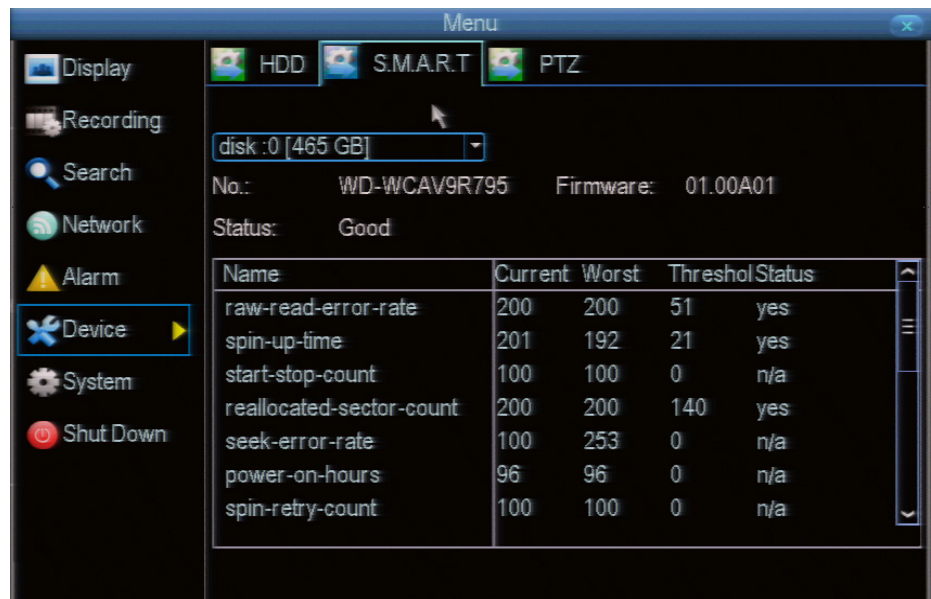 Menu
HDD S.M.A.R.T PTZ
Display
Recording
Search
Network
Alarm
Device
System
Shut Down
disk :0 [465 GB]
No.: WD-WCAV9R795 Firmware: 01.00A01
Status: Good
Name Current Worst Threshol Status
raw-read-error-rate 200 200 51 yes
spin-up-time 201 192 21 yes
start-stop-count 100 100 0 n/a
reallocated-sector-count 200 200 140 yes
seek-error-rate 100 253 0 n/a
power-on-hours 96 96 0 n/a
spin-retry-count 100 100 0 n/a